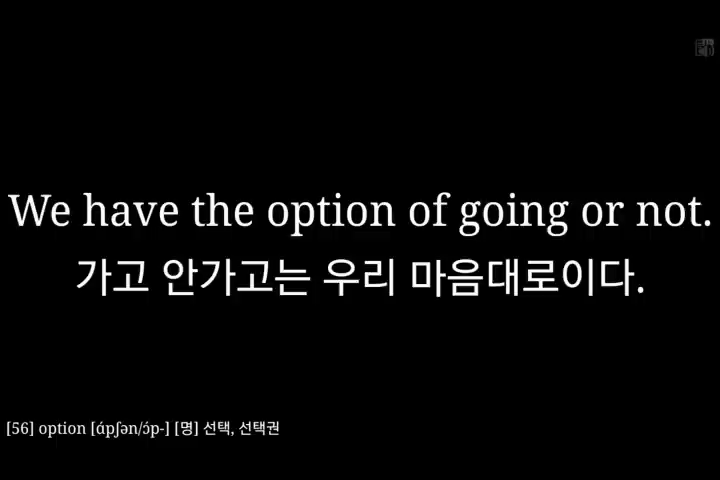 We have the option of going or not.
가고 안가고는 우리 마음대로이다.
[56] option [ɑ́pʃən/ɔ́p-] [명] 선택, 선택권